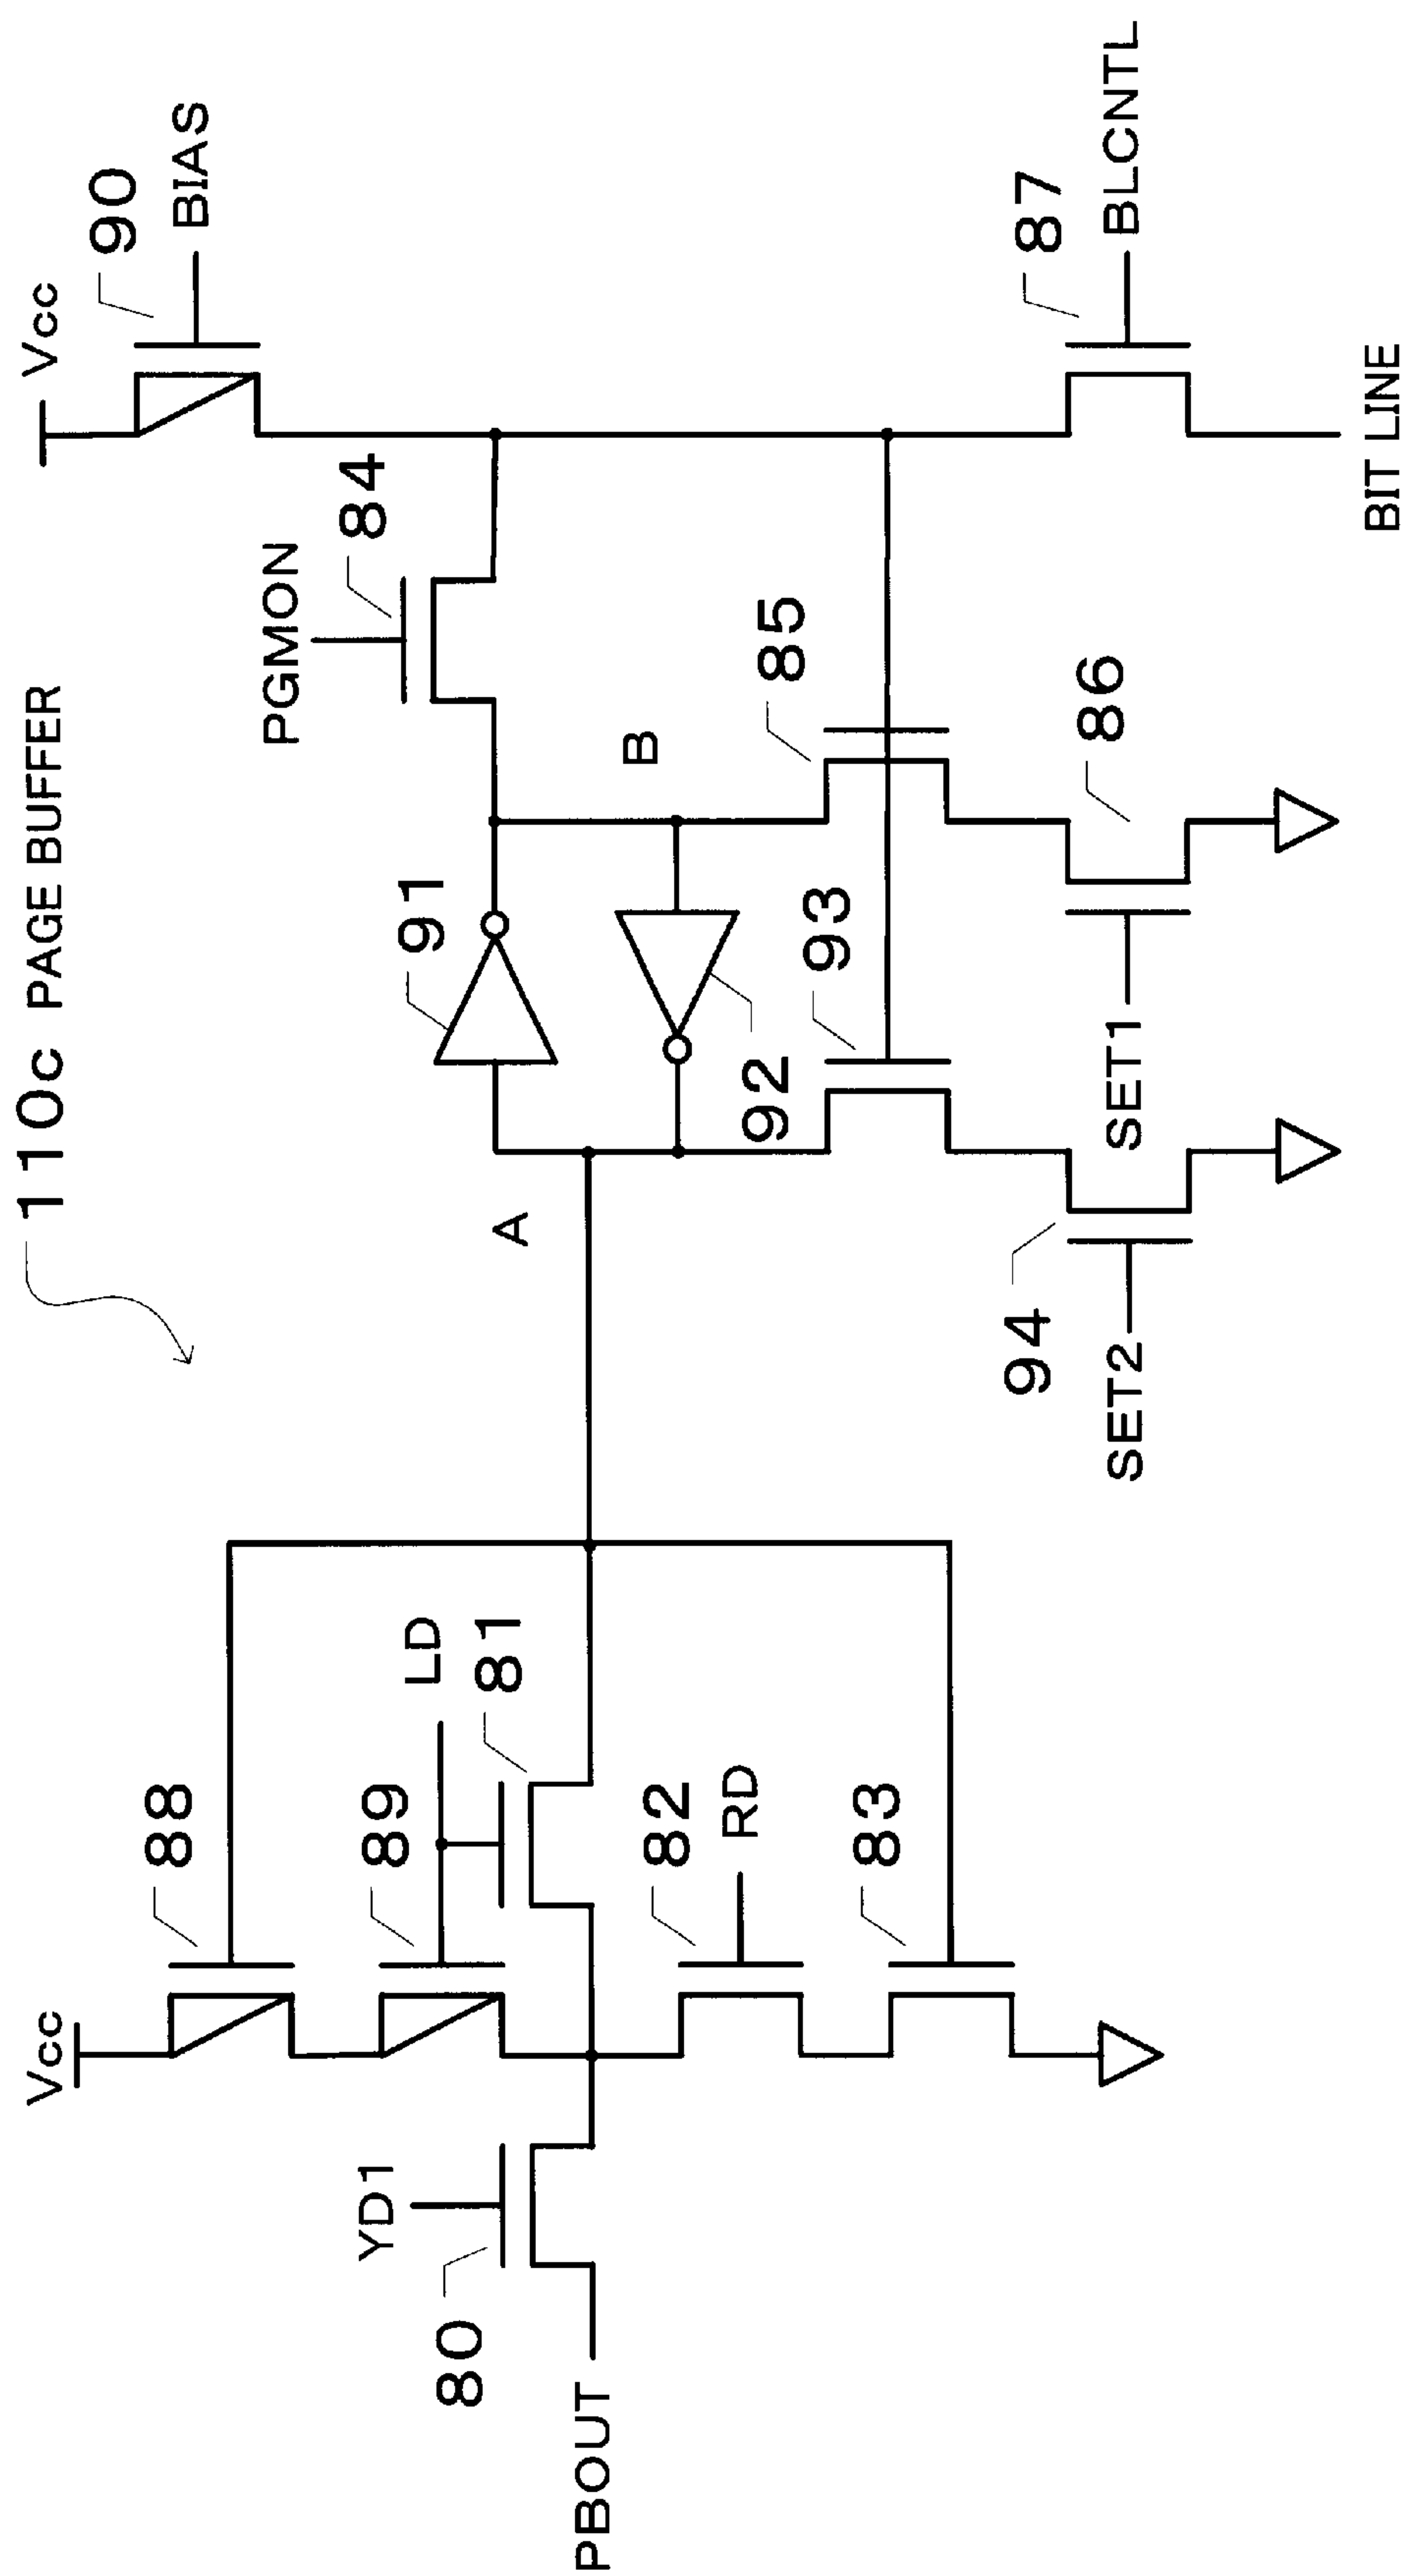 110c PAGE BUFFER
Vcc
90
BIAS
PGMON
84
91
B
85
A
92
93
86
87
BLCNTL
BIT LINE
SET1
94
SET2
Vcc
88
LD
89
81
82
RD
83
YD1
80
PBOUT